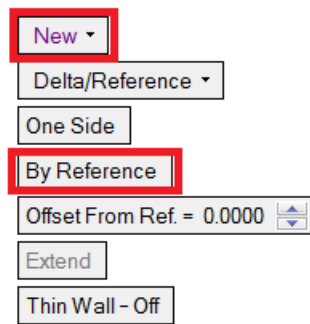 New
Delta/Reference
One Side
By Reference
Offset From Ref. = 0.0000
Extend
Thin Wall - Off